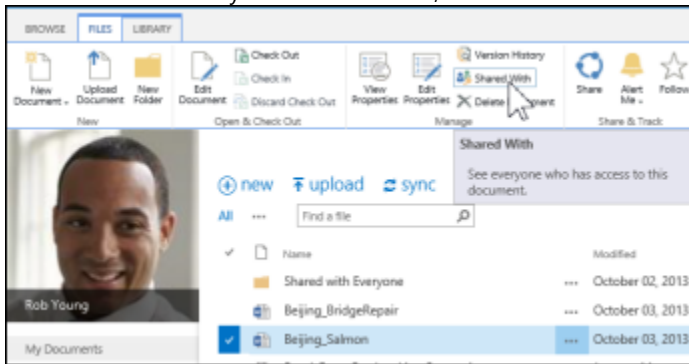 BROWSE FILES LIBRARY
New Document
Upload Document
New Folder
New
Edit Document
Check Out
Check In
Discard Check Out
Open & Check Out
View Properties
Edit Properties
Version History
Shared With
Delete
Manage
Share
Alert Me
Follow
Share & Track
Shared With
See everyone who has access to this
document.
new upload sync
All ... Find a file
Name Modified
Shared with Everyone ... October 02, 2013
Beijing_BridgeRepair ... October 03, 2013
Beijing_Salmon ... October 03, 2013
Rob Young
My Documents